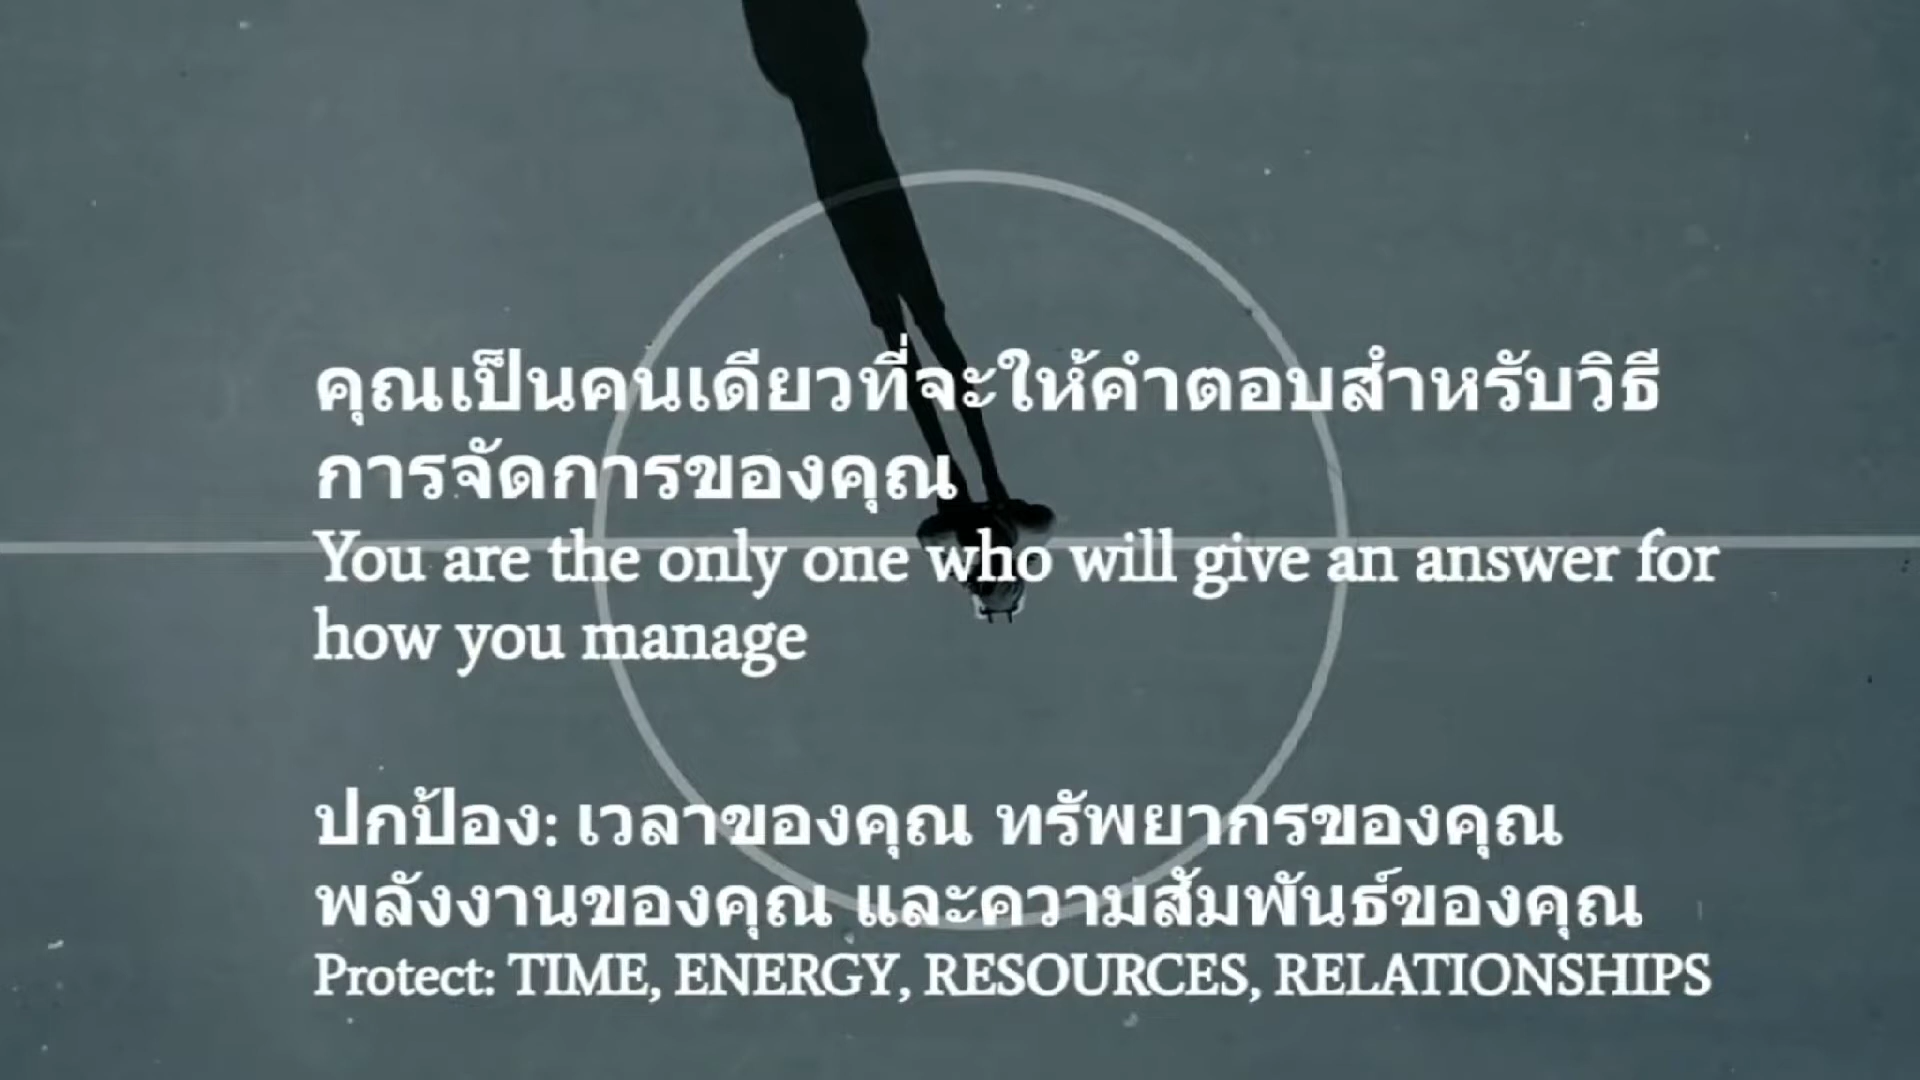 คุณเป็นคนเดียวที่จะให้คำตอบสำหรับวิธี
การจัดการของคุณ
You are the only one who will give an answer for
how you manage
ปกป้อง: เวลาของคุณ ทรัพยากรของคุณ
พลังงานของคุณ และความสัมพันธ์ของคุณ
Protect: TIME, ENERGY, RESOURCES, RELATIONSHIPS